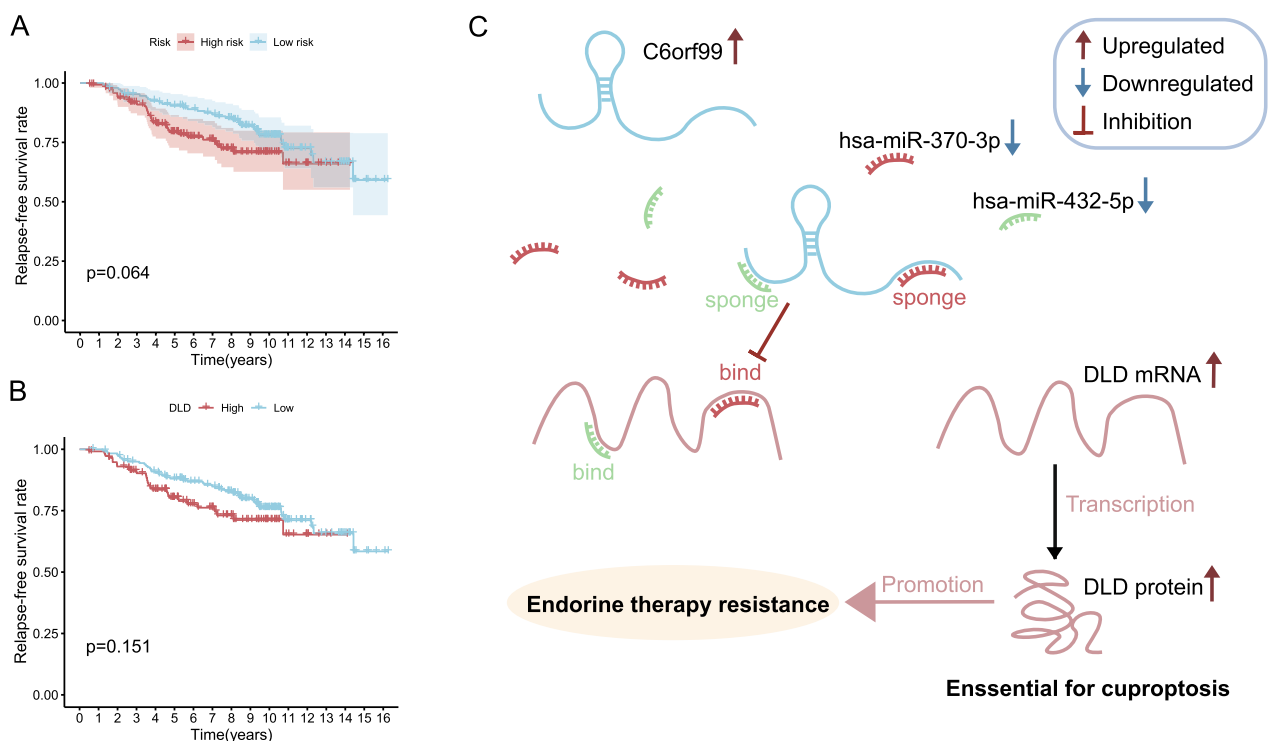 A
Risk High risk Low risk
Relapse-free survival rate
1.00
0.75
0.50
0.25
0.00
p=0.064
0 1 2 3 4 5 6 7 8 9 10 11 12 13 14 15 16
Time(years)
B
DLD High Low
Relapse-free survival rate
1.00
0.75
0.50
0.25
0.00
p=0.151
0 1 2 3 4 5 6 7 8 9 10 11 12 13 14 15 16
Time(years)
C
C6orf99
Upregulated
Downregulated
Inhibition
hsa-miR-370-3p
hsa-miR-432-5p
sponge
sponge
bind
bind
DLD mRNA
Transcription
DLD protein
Promotion
Endorine therapy resistance
Enssential for cuproptosis